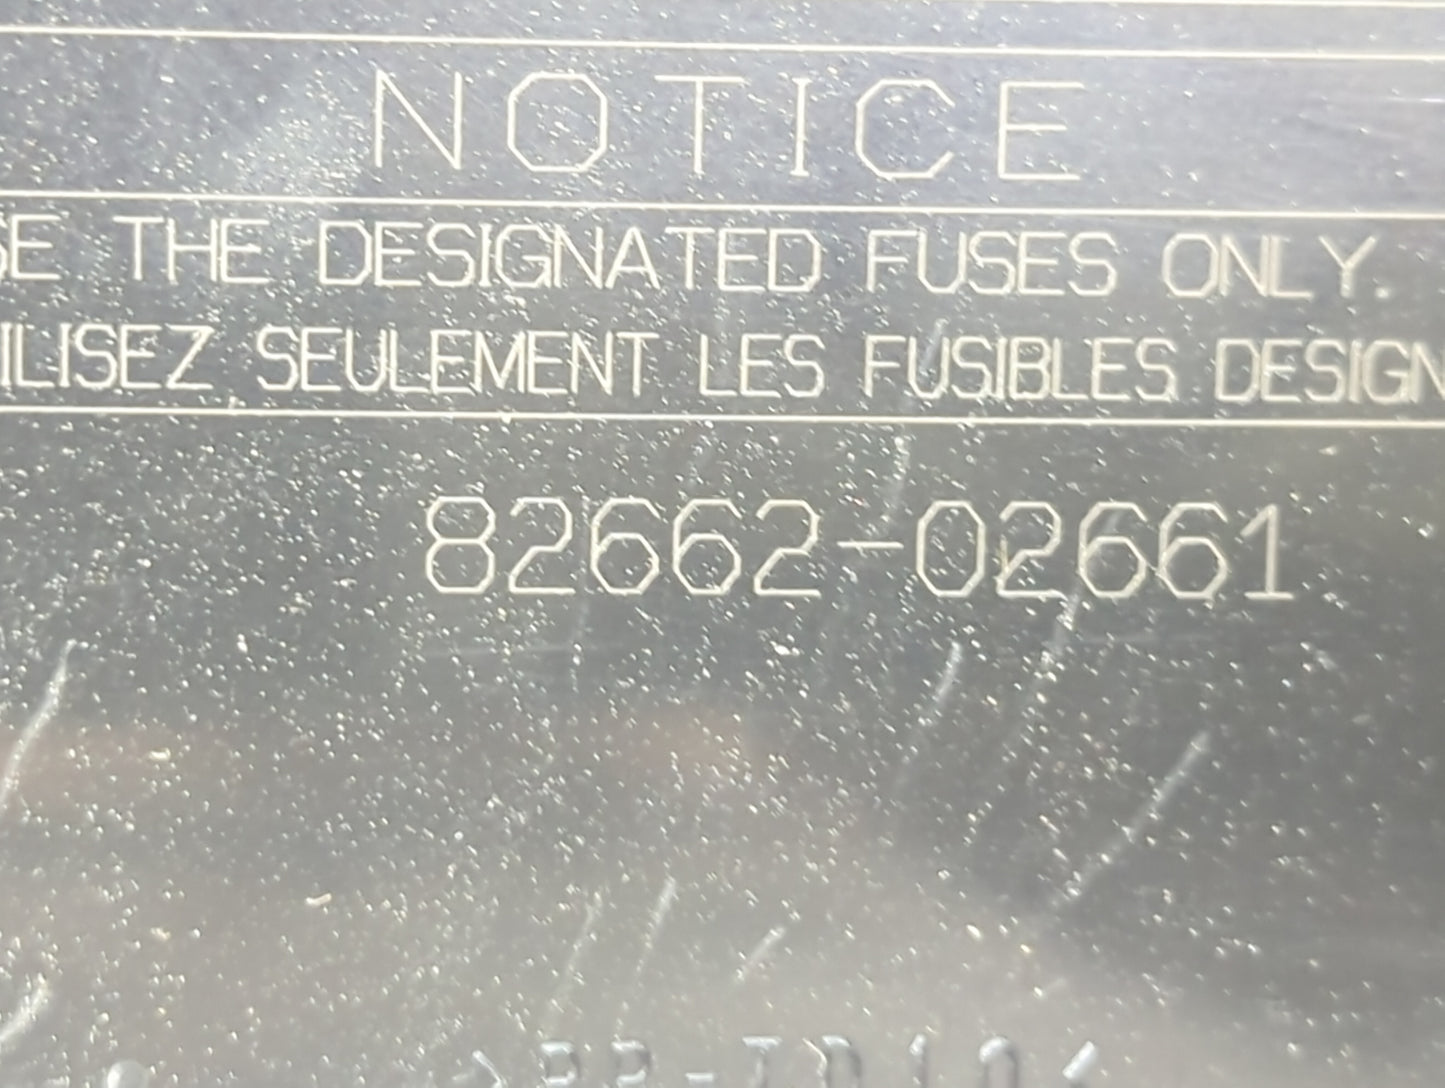 NOTICE
SE THE DESIGNATED FUSES ONLY.
ILISEZ SEULEMENT LES FUSIBLES DESIGN
82662-02661